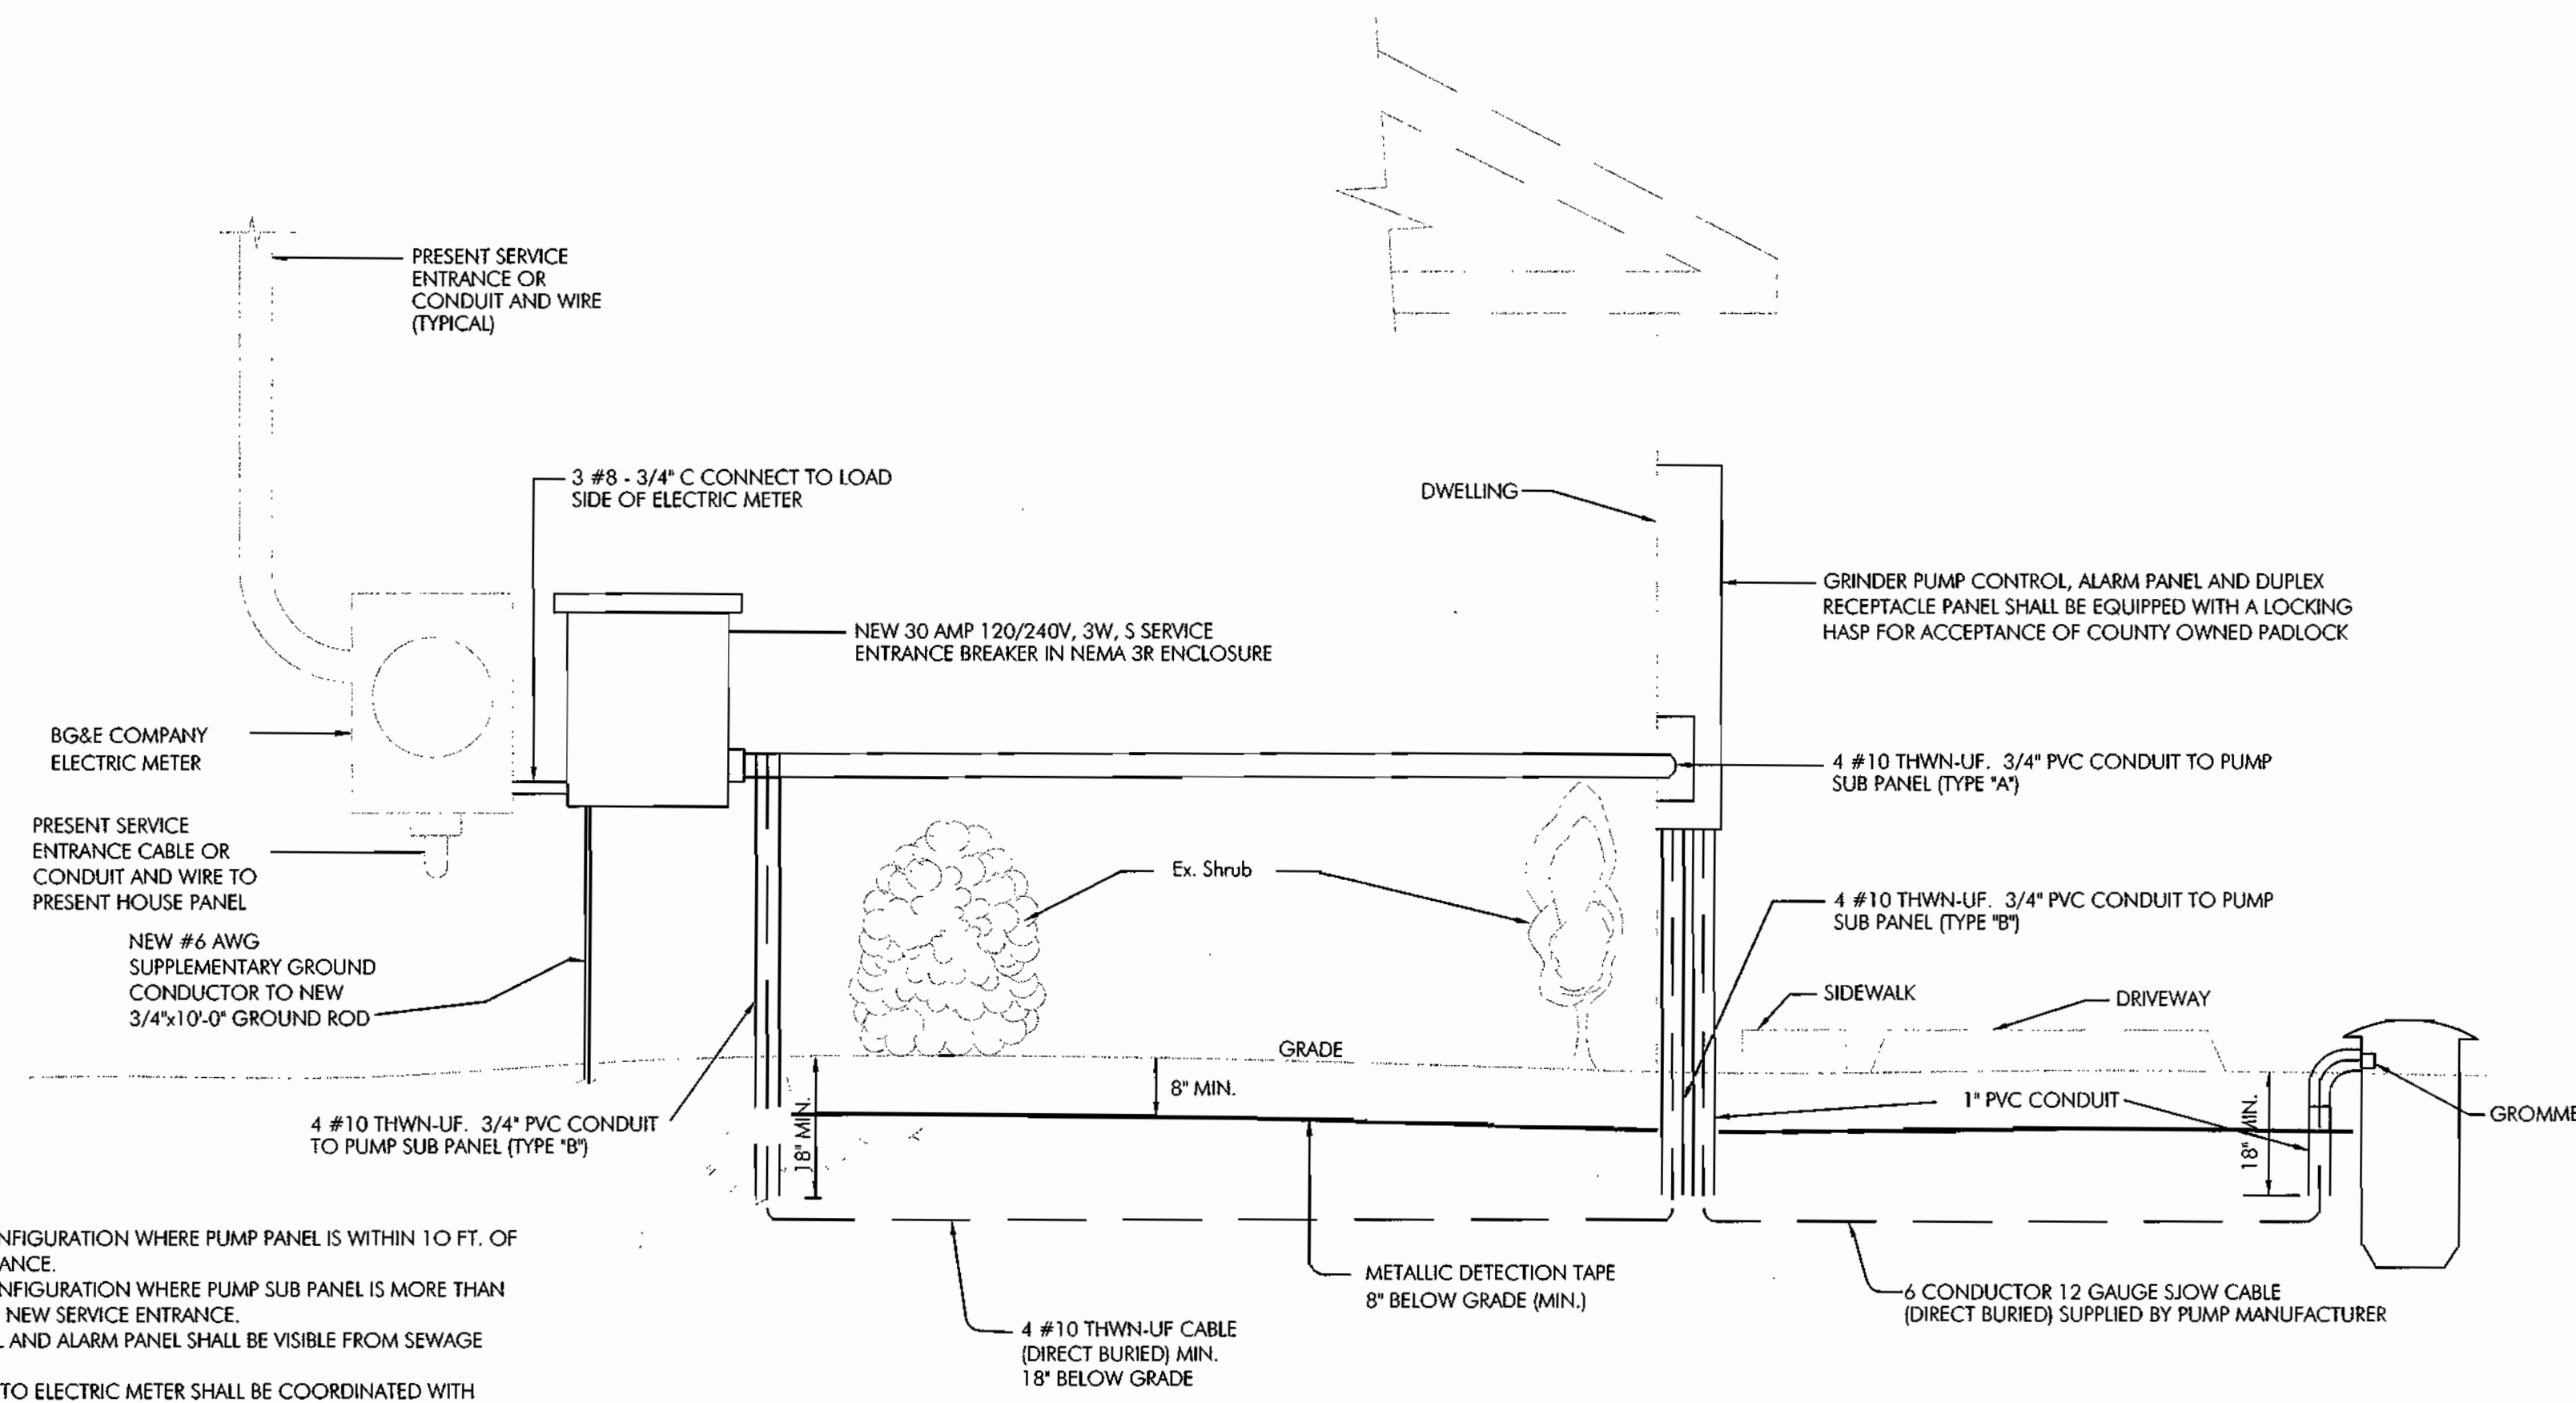 PRESENT SERVICE
ENTRANCE OR
CONDUIT AND WIRE
(TYPICAL)
3 #8 - 3/4" C CONNECT TO LOAD
SIDE OF ELECTRIC METER
DWELLING
GRINDER PUMP CONTROL, ALARM PANEL AND DUPLEX
RECEPTACLE PANEL SHALL BE EQUIPPED WITH A LOCKING
HASP FOR ACCEPTANCE OF COUNTY OWNED PADLOCK
NEW 30 AMP 120/240V, 3W, S SERVICE
ENTRANCE BREAKER IN NEMA 3R ENCLOSURE
BG&E COMPANY
ELECTRIC METER
4 #10 THWN-UF. 3/4" PVC CONDUIT TO PUMP
SUB PANEL (TYPE "A")
PRESENT SERVICE
ENTRANCE CABLE OR
CONDUIT AND WIRE TO
PRESENT HOUSE PANEL
Ex. Shrub
4 #10 THWN-UF. 3/4" PVC CONDUIT TO PUMP
SUB PANEL (TYPE "B")
NEW #6 AWG
SUPPLEMENTARY GROUND
CONDUCTOR TO NEW
3/4"x10'-0" GROUND ROD
SIDEWALK
DRIVEWAY
GRADE
8" MIN.
1" PVC CONDUIT
GROMME
18" MIN.
18" MIN.
4 #10 THWN-UF. 3/4" PVC CONDUIT
TO PUMP SUB PANEL (TYPE "B")
NFIGURATION WHERE PUMP PANEL IS WITHIN 10 FT. OF
ANCE.
NFIGURATION WHERE PUMP SUB PANEL IS MORE THAN
NEW SERVICE ENTRANCE.
AND ALARM PANEL SHALL BE VISIBLE FROM SEWAGE
TO ELECTRIC METER SHALL BE COORDINATED WITH
METALLIC DETECTION TAPE
8" BELOW GRADE (MIN.)
4 #10 THWN-UF CABLE
(DIRECT BURIED) MIN.
18" BELOW GRADE
6 CONDUCTOR 12 GAUGE SJOW CABLE
(DIRECT BURIED) SUPPLIED BY PUMP MANUFACTURER